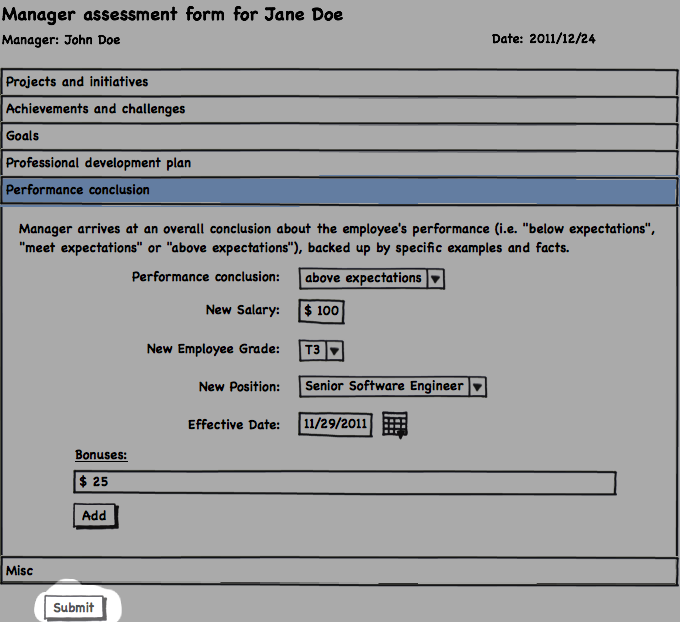 Manager assessment form for Jane Doe
Manager: John Doe
Date: 2011/12/24
Projects and initiatives
Achievements and challenges
Goals
Professional development plan
Performance conclusion
Manager arrives at an overall conclusion about the employee's performance (i.e. "below expectations",
"meet expectations" or "above expectations"), backed up by specific examples and facts.
Performance conclusion: above expectations
New Salary: $ 100
New Employee Grade: T3
New Position: Senior Software Engineer
Effective Date: 11/29/2011
Bonuses:
$ 25
Add
Misc
Submit